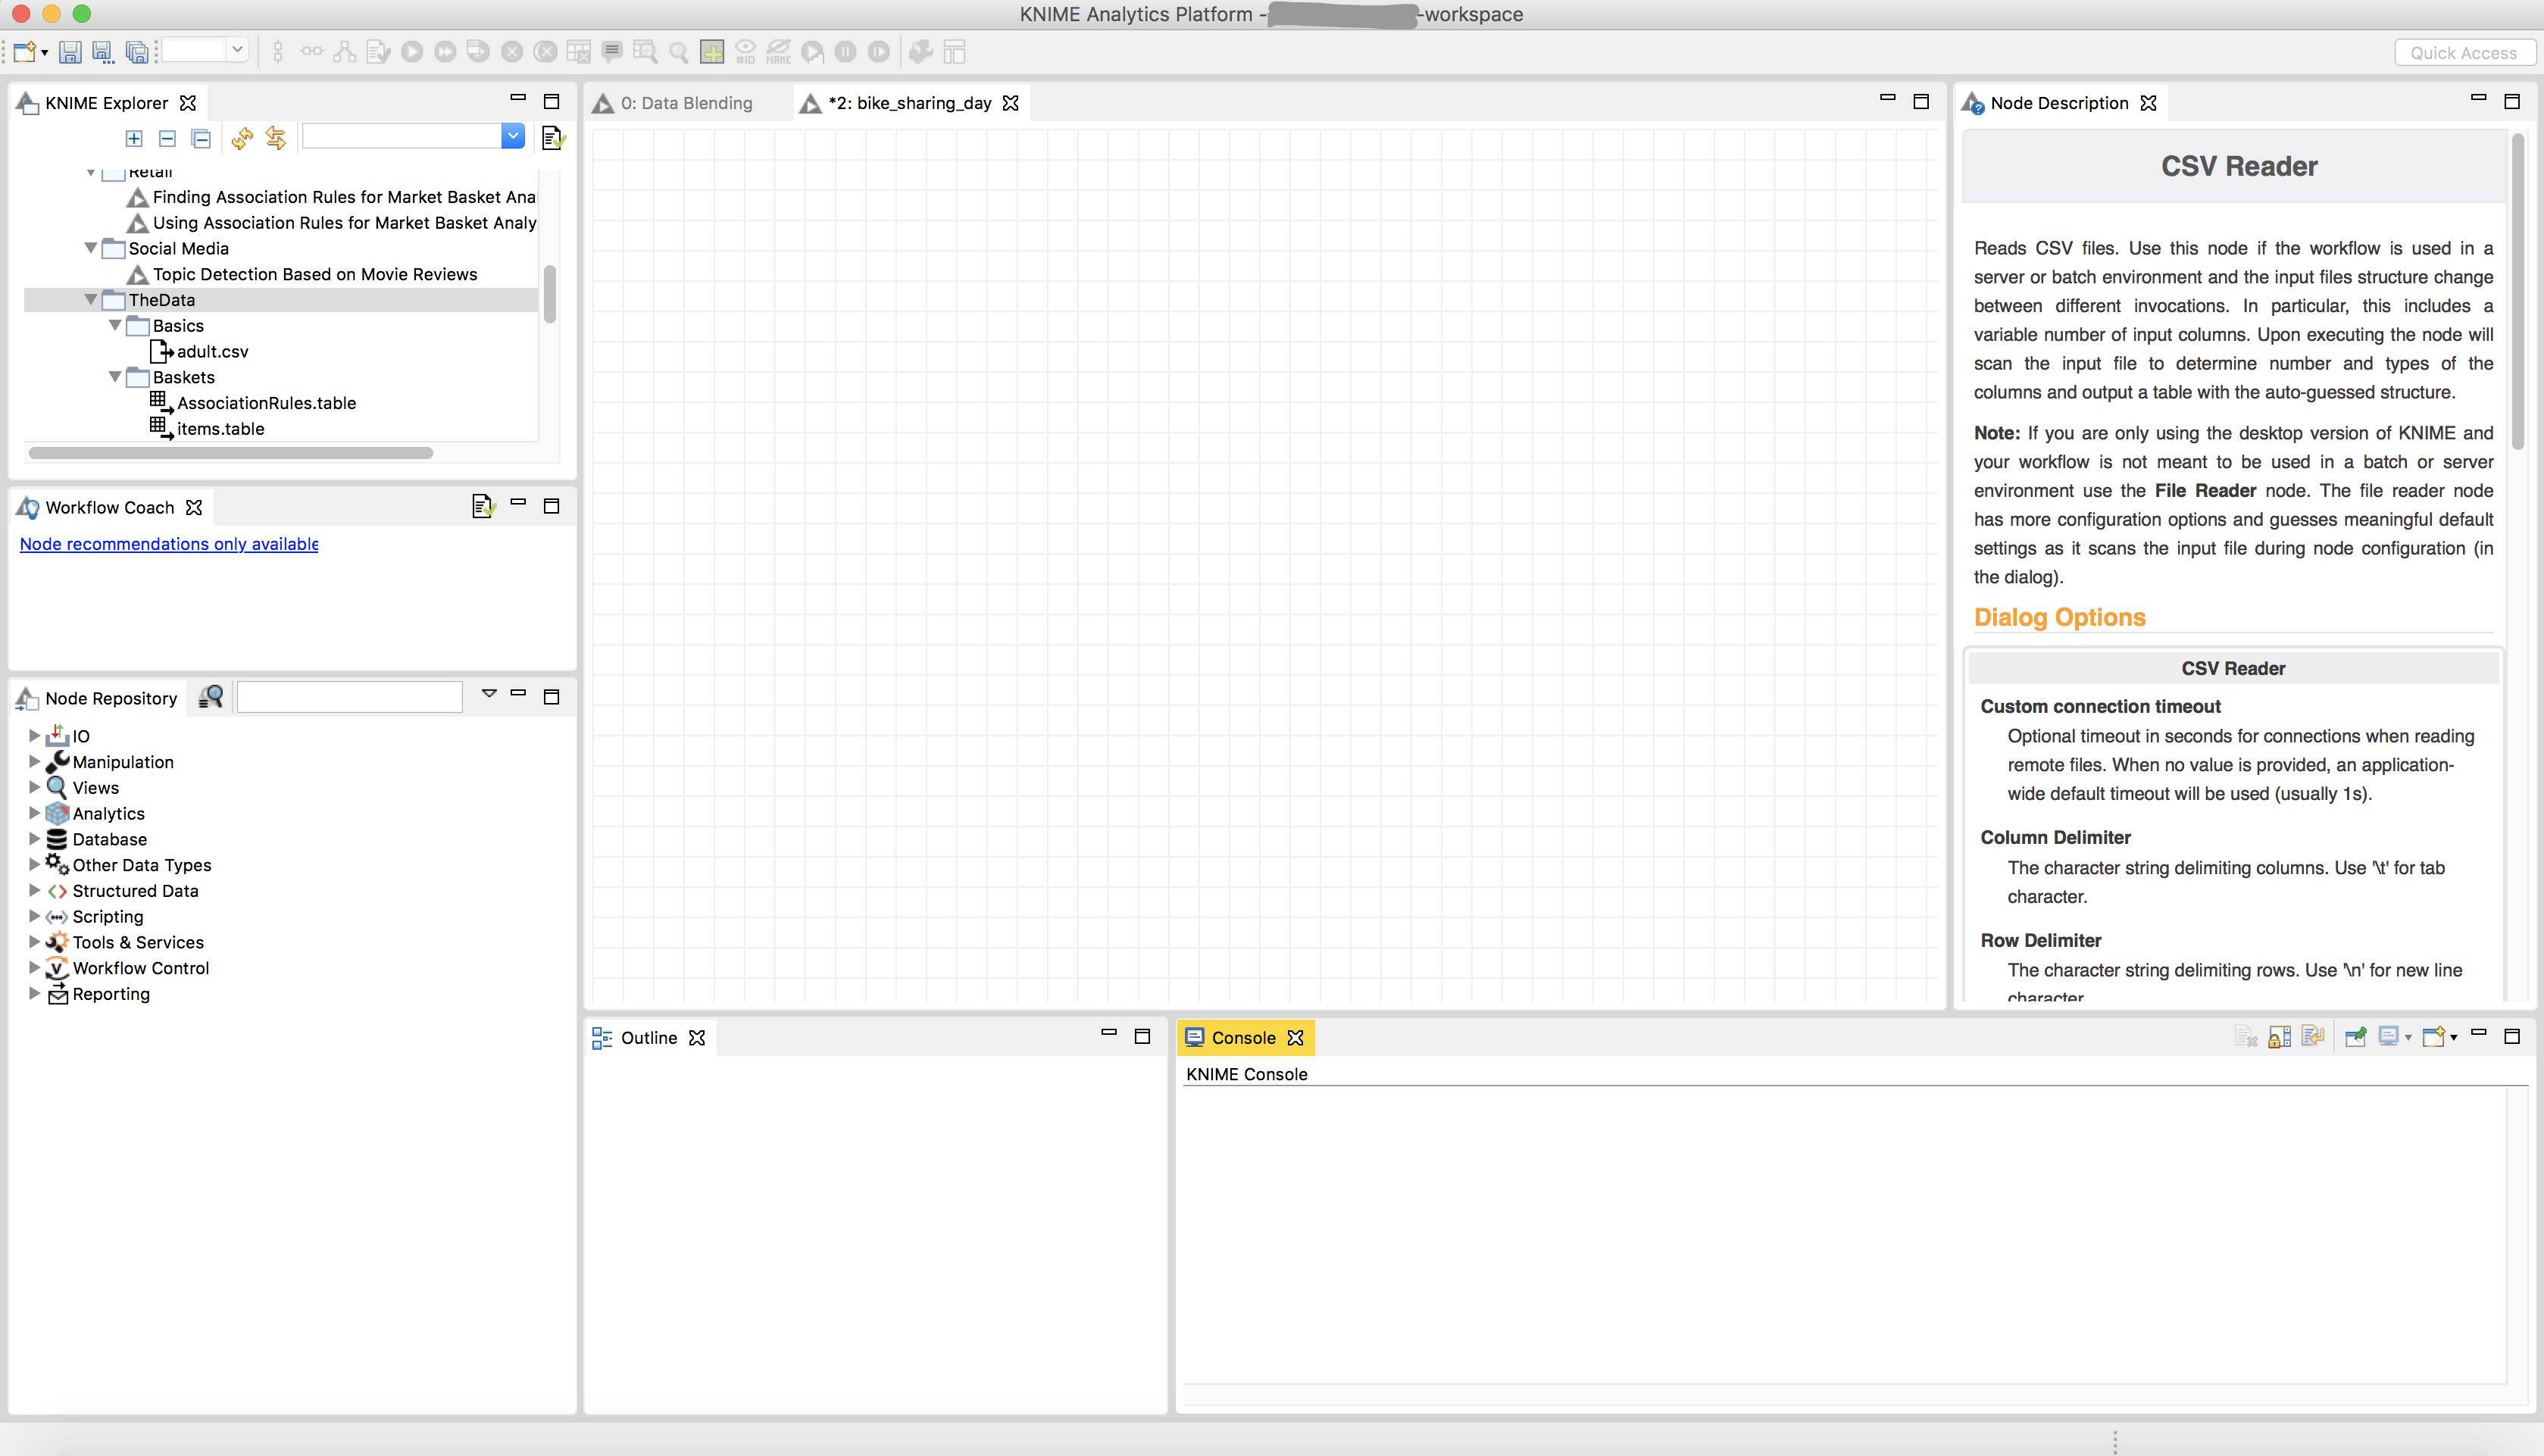 KNIME Analytics Platform -
-workspace
#ID
NAME
Quick Access
KNIME Explorer
Retail
Finding Association Rules for Market Basket Ana
Using Association Rules for Market Basket Analy
Social Media
Topic Detection Based on Movie Reviews
TheData
Basics
adult.csv
Baskets
AssociationRules.table
items.table
Workflow Coach
Node recommendations only available
Node Repository
IO
Manipulation
Views
Analytics
Database
Other Data Types
Structured Data
Scripting
Tools & Services
Workflow Control
Reporting
0: Data Blending
*2: bike_sharing_day
Outline
Console
KNIME Console
Node Description
CSV Reader
Reads CSV files. Use this node if the workflow is used in a
server or batch environment and the input files structure change
between different invocations. In particular, this includes a
variable number of input columns. Upon executing the node will
scan the input file to determine number and types of the
columns and output a table with the auto-guessed structure.
Note: If you are only using the desktop version of KNIME and
your workflow is not meant to be used in a batch or server
environment use the File Reader node. The file reader node
has more configuration options and guesses meaningful default
settings as it scans the input file during node configuration (in
the dialog).
Dialog Options
CSV Reader
Custom connection timeout
Optional timeout in seconds for connections when reading
remote files. When no value is provided, an application-
wide default timeout will be used (usually 1s).
Column Delimiter
The character string delimiting columns. Use '\t' for tab
character.
Row Delimiter
The character string delimiting rows. Use '\n' for new line
character